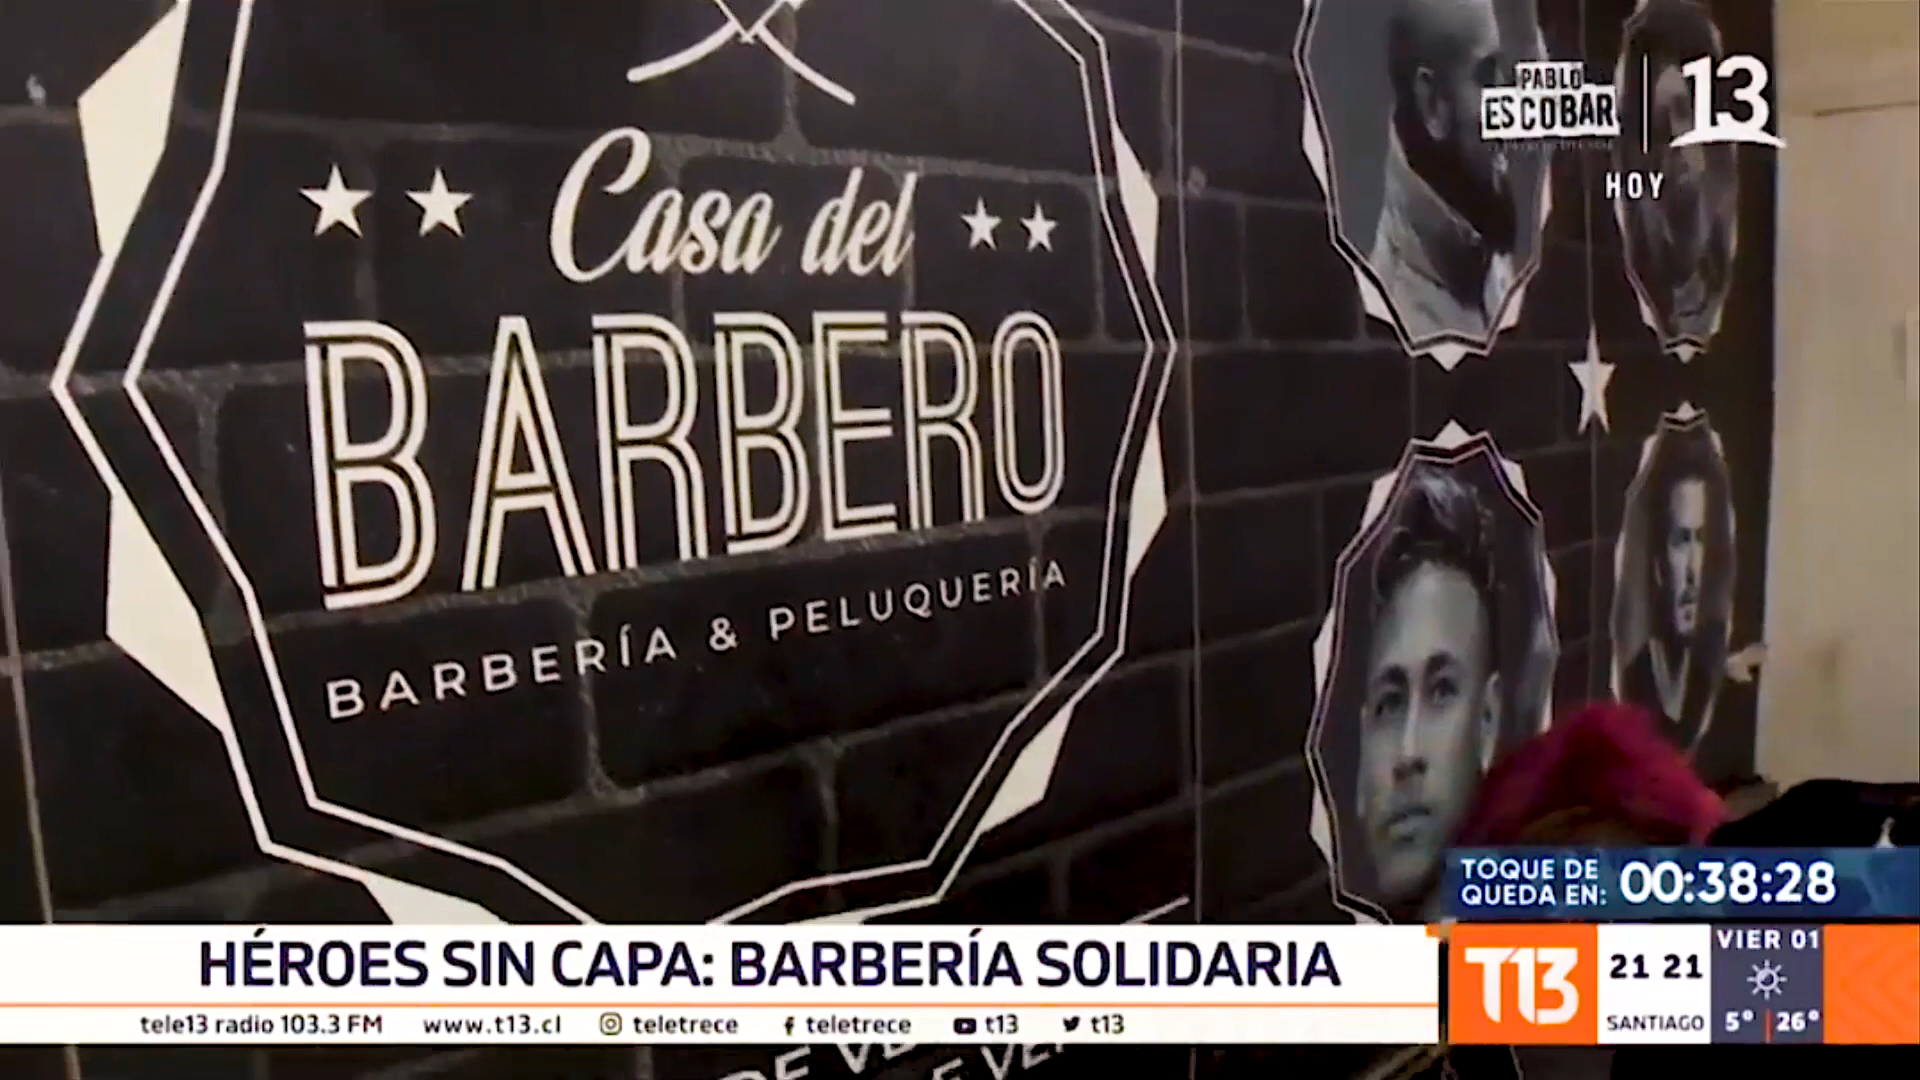 PABLO
ESCOBAR
13
HOY
Casa del
BARBERO
BARBERÍA & PELUQUERÍA
TOQUE DE
QUEDA EN:
00:38:28
HÉROES SIN CAPA: BARBERÍA SOLIDARIA
T13
21 21
SANTIAGO
VIER 01
5° 26°
tele13 radio 103.3 FM www.t13.cl teletrece teletrece t13 t13